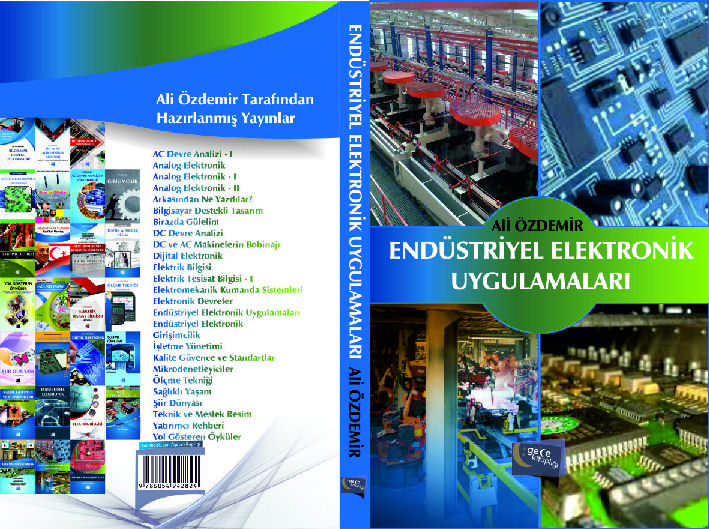 Ali Özdemir Tarafından
Hazırlanmış Yayınlar
AC Devre Analizi - I
Analog Elektronik
Analog Elektronik - I
Analog Elektronik - II
Arkasından Ne Yazdılar?
Bilgisayar Destekli Tasarım
Birazda Gülelim
DC Devre Analizi
DC ve AC Makinelerin Bobinajı
Dijital Elektronik
Elektrik Bilgisi
Elektrik Tesisat Bilgisi - I
Elektromekanik Kumanda Sistemleri
Elektronik Devreler
Endüstriyel Elektronik Uygulamaları
Endüstriyel Elektronik
Girişimcilik
İşletme Yönetimi
Kalite Güvence ve Standartlar
Mikrodenetleyiciler
Ölçme Tekniği
Sağlıklı Yaşam
Şiir Dünyası
Teknik ve Meslek Resim
Yatırımcı Rehberi
Yol Gösteren Öyküler
ENDÜSTRİYEL ELEKTRONİK UYGULAMALARI ALİ ÖZDEMİR
gece
kitaplığı
ALİ ÖZDEMİR
ENDÜSTRİYEL ELEKTRONİK
UYGULAMALARI
gece
kitaplığı